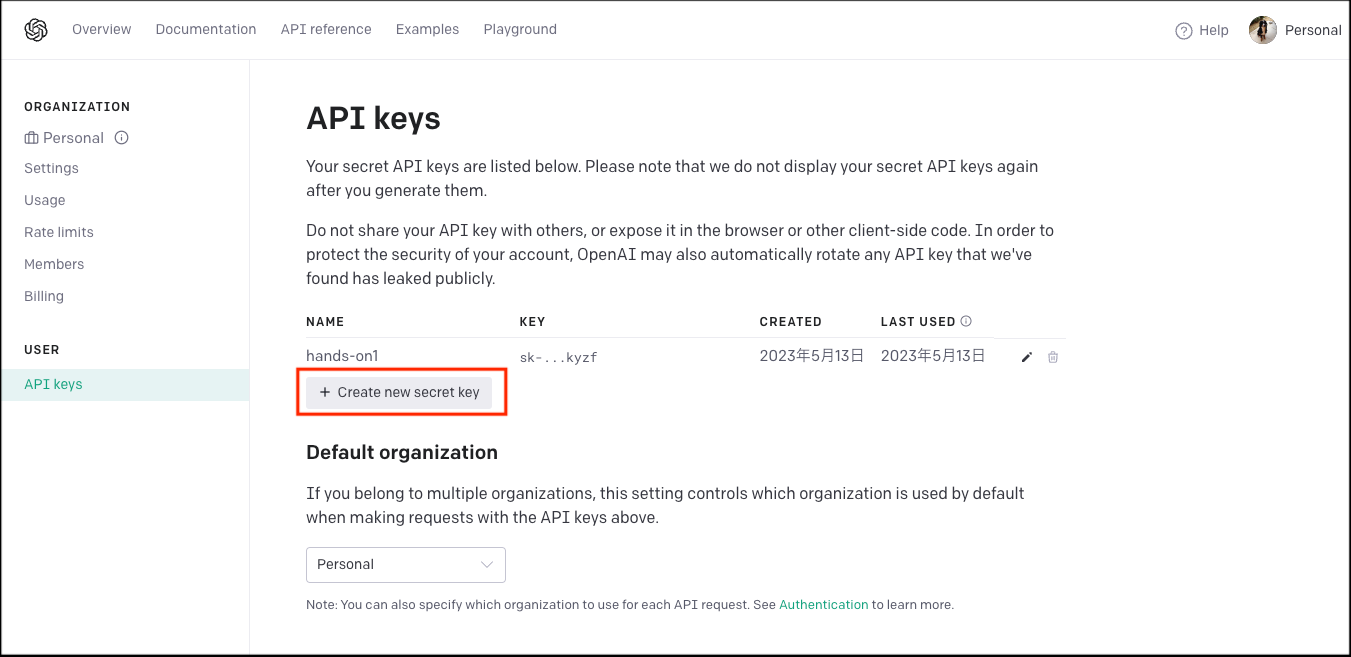 Overview Documentation API reference Examples Playground Help Personal
ORGANIZATION
Personal
Settings
Usage
Rate limits
Members
Billing
USER
API keys
API keys
Your secret API keys are listed below. Please note that we do not display your secret API keys again
after you generate them.
Do not share your API key with others, or expose it in the browser or other client-side code. In order to
protect the security of your account, OpenAI may also automatically rotate any API key that we've
found has leaked publicly.
NAME KEY CREATED LAST USED
hands-on1 sk-...kyzf 2023年5月13日 2023年5月13日
+ Create new secret key
Default organization
If you belong to multiple organizations, this setting controls which organization is used by default
when making requests with the API keys above.
Personal
Note: You can also specify which organization to use for each API request. See Authentication to learn more.